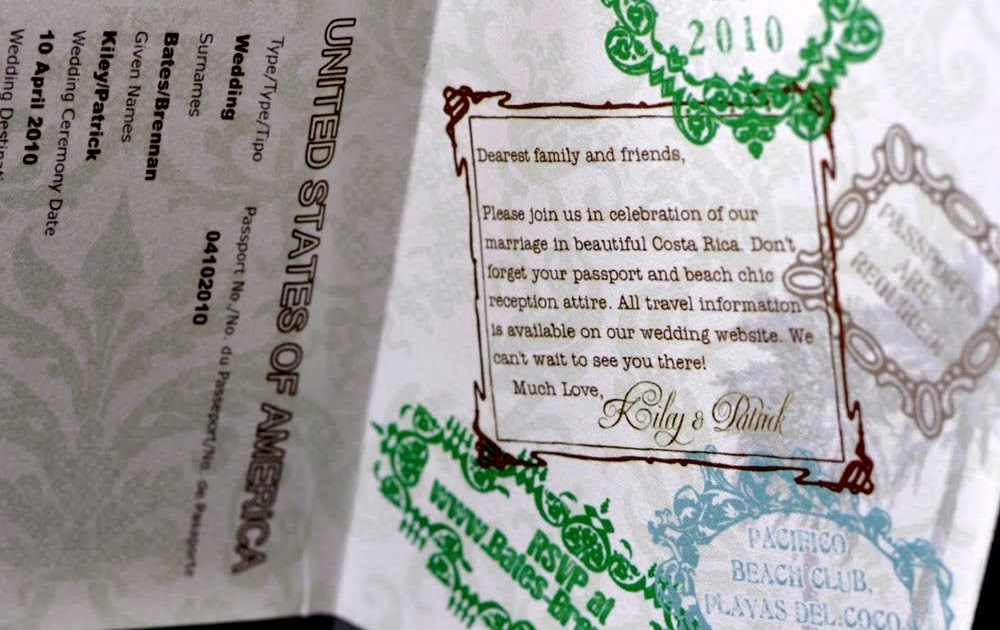 UNITED STATES OF AMERICA
Type/Type/Tipo
Passport No./No. du Passeport/No. de Pasaporte
Wedding
04102010
Surnames
Bates/Brennan
Given Names
Kiley/Patrick
Wedding Ceremony Date
10 April 2010
Wedding
2010
Dearest family and friends,
Please join us in celebration of our
marriage in beautiful Costa Rica. Don't
forget your passport and beach chic
reception attire. All travel information
is available on our wedding website. We
can't wait to see you there!
Much Love,
Kiley & Patrick
PASSPORTS
ARE
REQUIRED
RSVP at
www.Bates-Bre
PACIFICO
BEACH CLUB,
PLAYAS DEL COCO